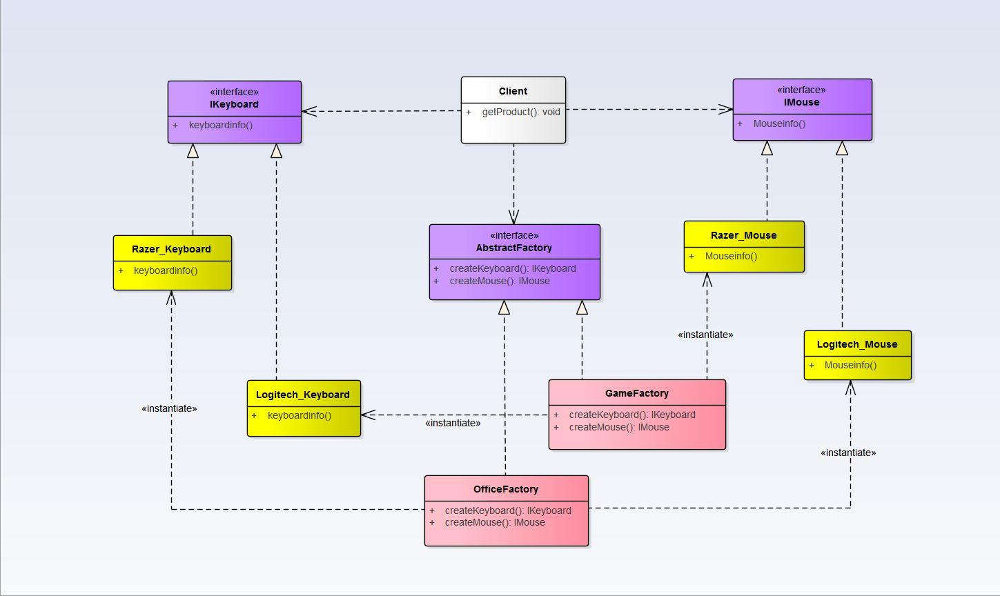 «interface»
IKeyboard
+ keyboardinfo()
Client
+ getProduct(): void
«interface»
IMouse
+ Mouseinfo()
Razer_Keyboard
+ keyboardinfo()
«interface»
AbstractFactory
+ createKeyboard(): IKeyboard
+ createMouse(): IMouse
Razer_Mouse
+ Mouseinfo()
«instantiate»
Logitech_Mouse
+ Mouseinfo()
Logitech_Keyboard
+ keyboardinfo()
GameFactory
+ createKeyboard(): IKeyboard
+ createMouse(): IMouse
«instantiate»
«instantiate»
«instantiate»
OfficeFactory
+ createKeyboard(): IKeyboard
+ createMouse(): IMouse